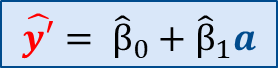 ŷ′ = β̂₀ + β̂₁a